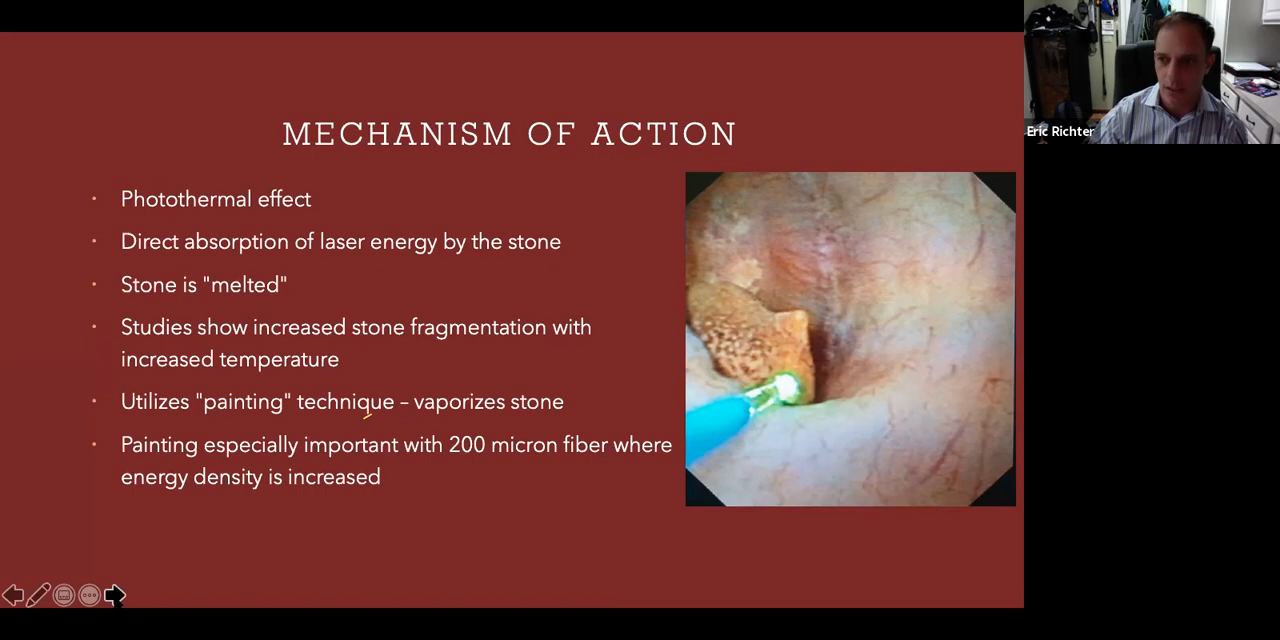 MECHANISM OF ACTION
• Photothermal effect
• Direct absorption of laser energy by the stone
• Stone is "melted"
• Studies show increased stone fragmentation with
increased temperature
• Utilizes "painting" technique – vaporizes stone
• Painting especially important with 200 micron fiber where
energy density is increased
Eric Richter